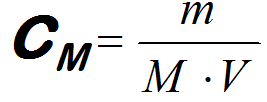 C_M = m / (M · V)